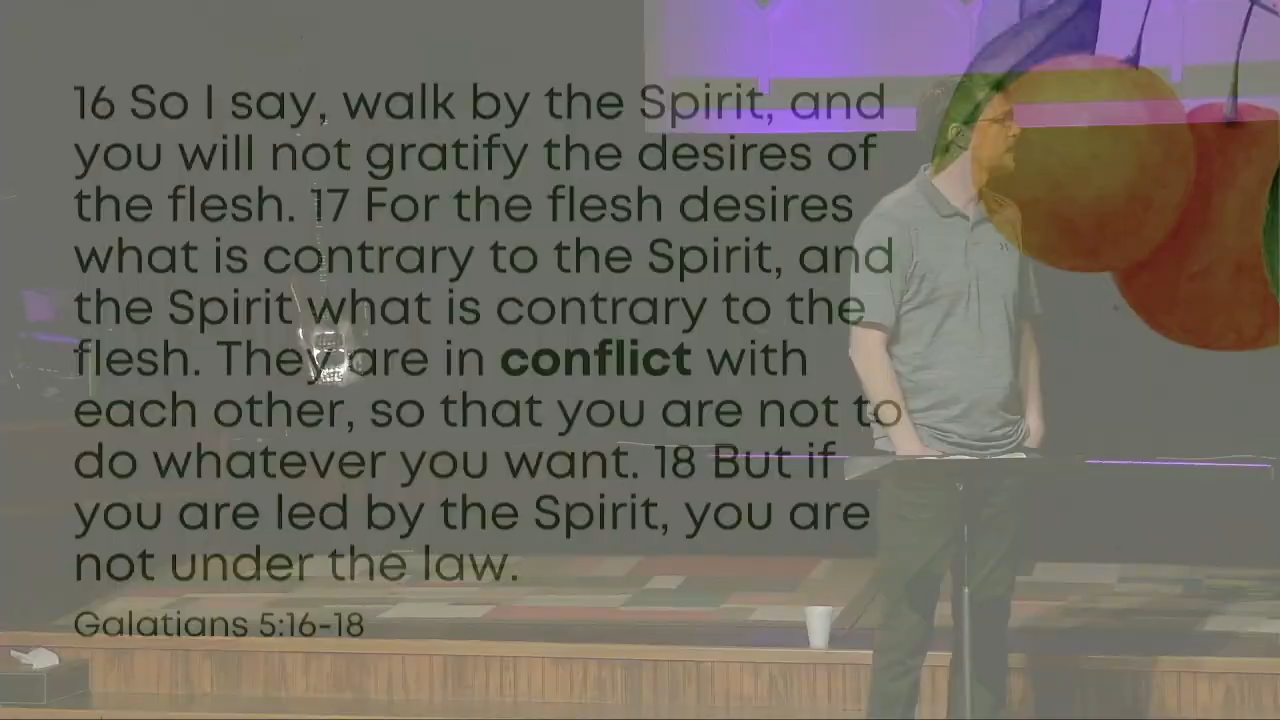 16 So I say, walk by the Spirit, and
you will not gratify the desires of
the flesh. 17 For the flesh desires
what is contrary to the Spirit, and
the Spirit what is contrary to the
flesh. They are in conflict with
each other, so that you are not to
do whatever you want. 18 But if
you are led by the Spirit, you are
not under the law.
Galatians 5:16-18